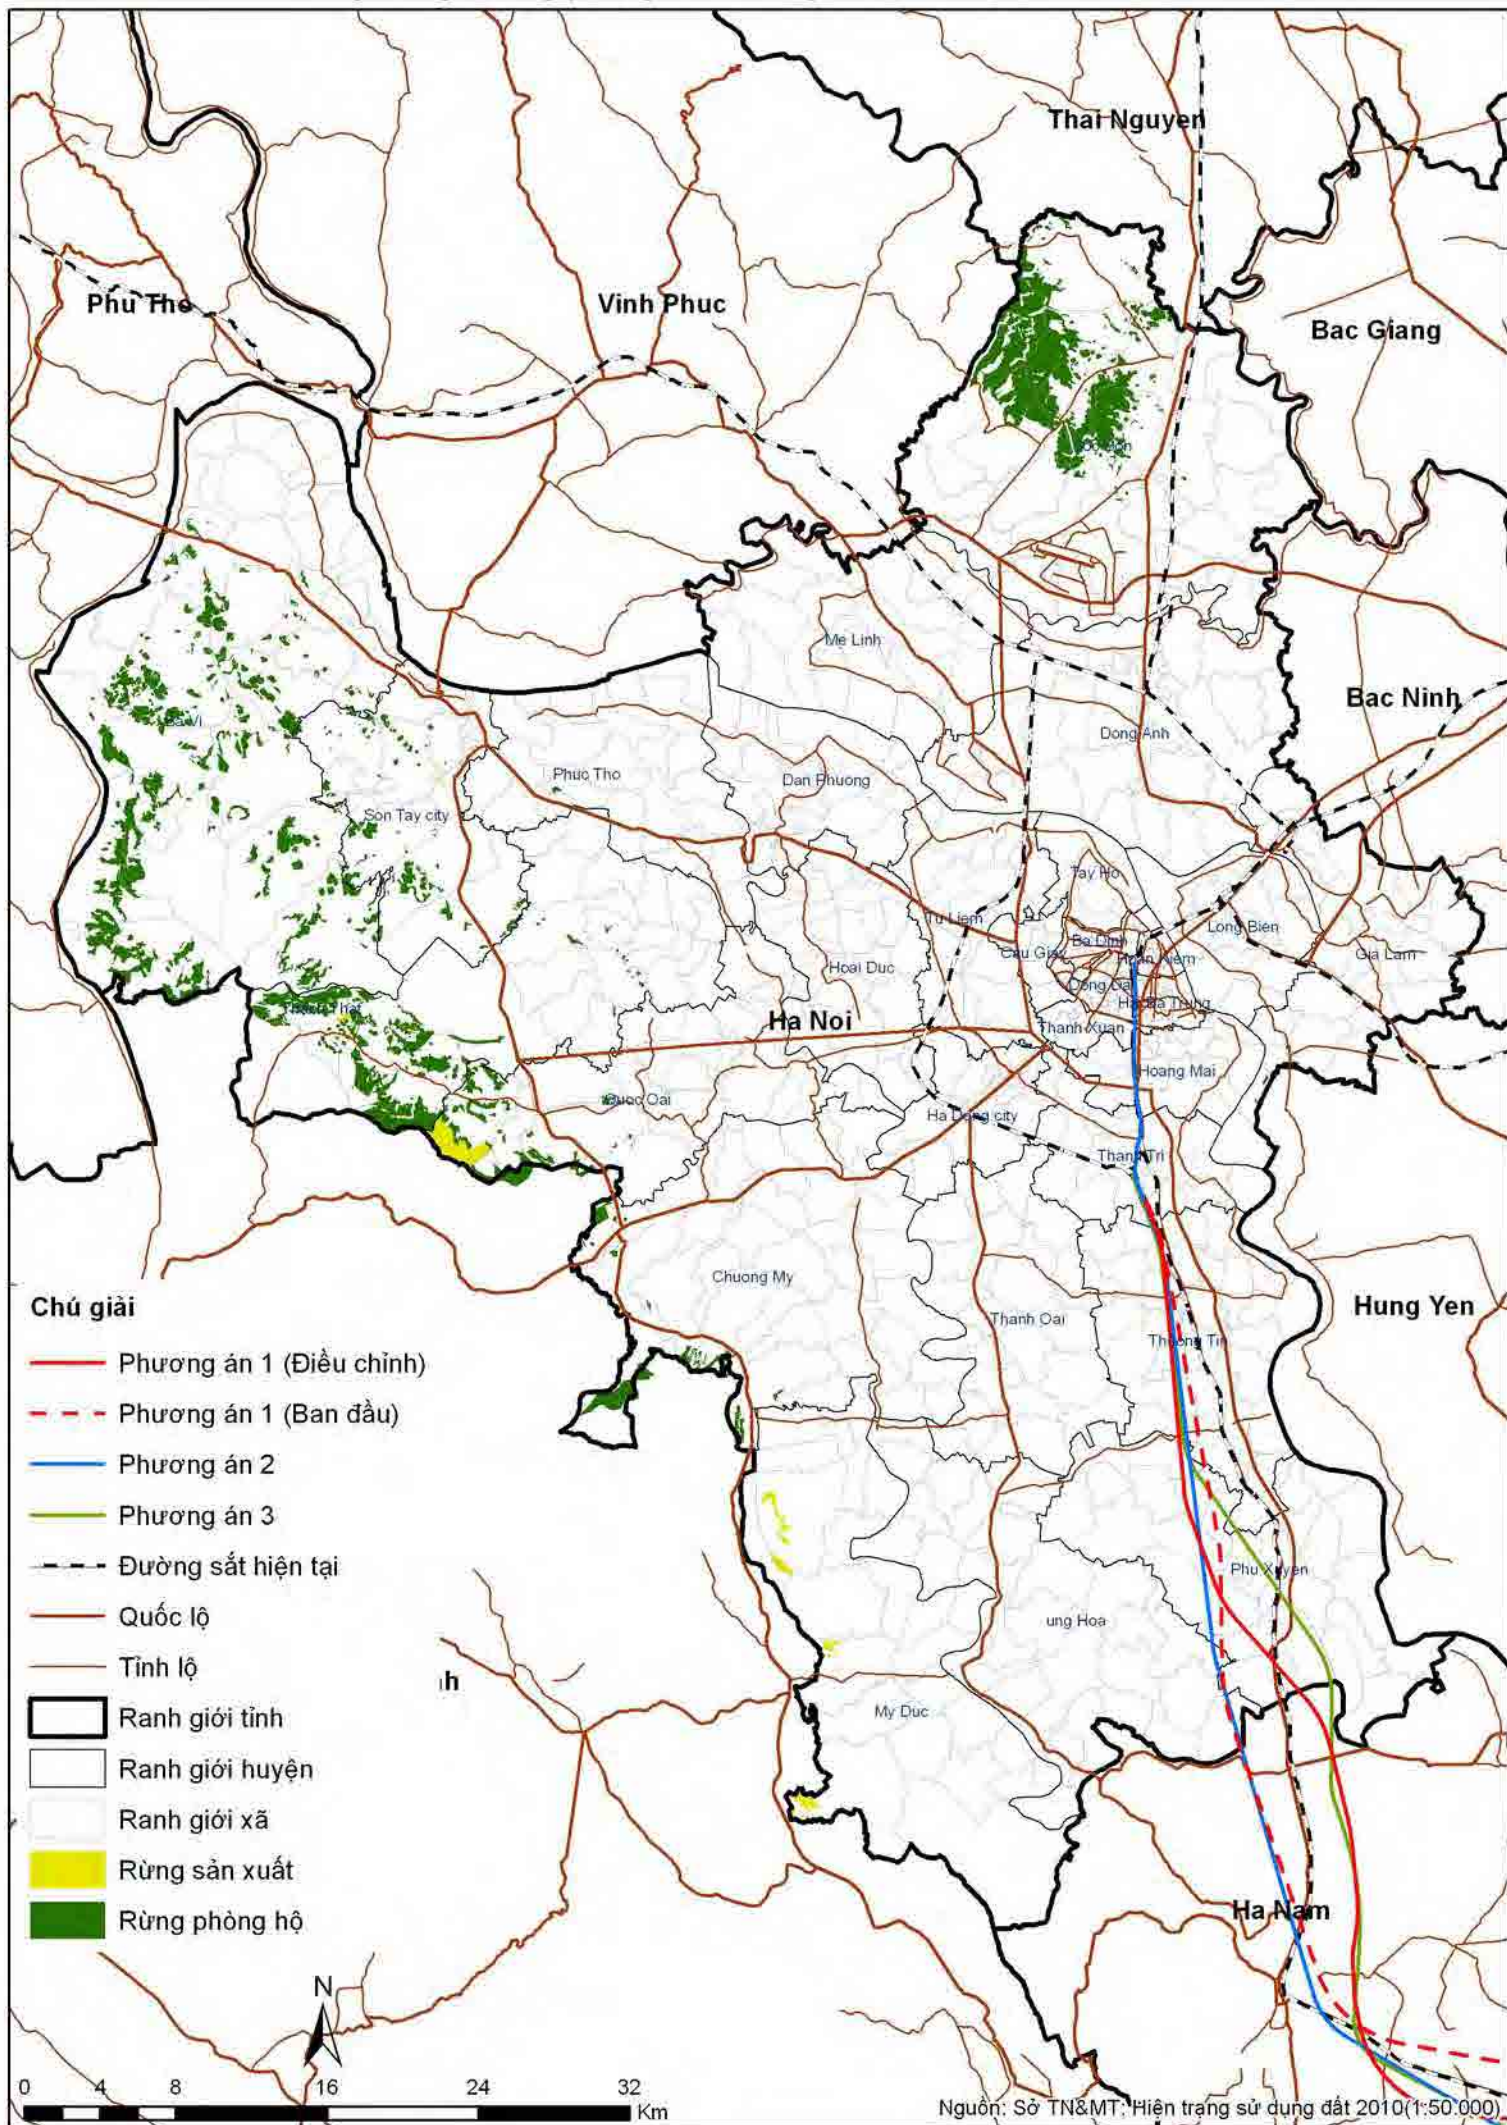 Thai Nguyen
Phu Tho
Vinh Phuc
Bac Giang
Me Linh
Bac Ninh
Ba Vi
Dong Anh
Phuc Tho
Dan Phuong
Son Tay city
Tay Ho
Tu Liem
Long Bien
Ba Dinh
Cau Giay
Gia Lam
Hoan Kiem
Hoai Duc
Dong Da
Hai Ba Trung
Thach That
Ha Noi
Thanh Xuan
Hoang Mai
Quoc Oai
Ha Dong city
Thanh Tri
Chuong My
Hung Yen
Thanh Oai
Thuong Tin
Phu Xuyen
ung Hoa
My Duc
Ha Nam
Chú giải
Phương án 1 (Điều chỉnh)
Phương án 1 (Ban đầu)
Phương án 2
Phương án 3
Đường sắt hiện tại
Quốc lộ
Tỉnh lộ
Ranh giới tỉnh
Ranh giới huyện
Ranh giới xã
Rừng sản xuất
Rừng phòng hộ
N
0 4 8 16 24 32
Km
Nguồn: Sở TN&MT; Hiện trạng sử dụng đất 2010(1:50.000)